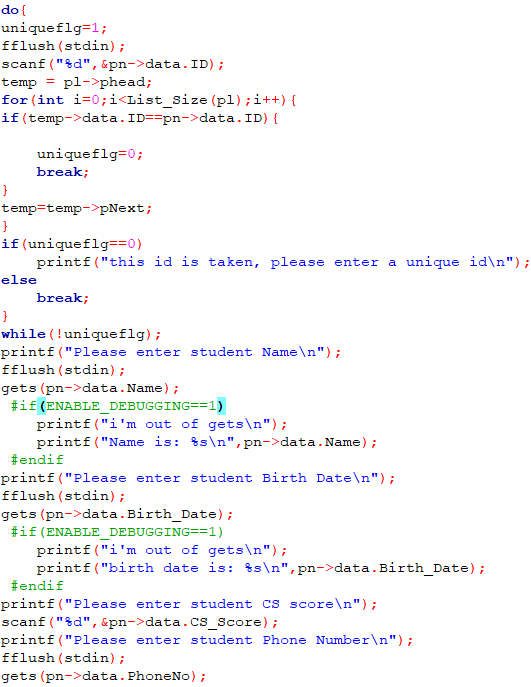 do{
uniqueflg=1;
fflush(stdin);
scanf("%d",&pn->data.ID);
temp = pl->phead;
for(int i=0;i<List_Size(pl);i++){
if(temp->data.ID==pn->data.ID){
uniqueflg=0;
break;
}
temp=temp->pNext;
}
if(uniqueflg==0)
printf("this id is taken, please enter a unique id\n");
else
break;
}
while(!uniqueflg);
printf("Please enter student Name\n");
fflush(stdin);
gets(pn->data.Name);
#if(ENABLE_DEBUGGING==1)
printf("i'm out of gets\n");
printf("Name is: %s\n",pn->data.Name);
#endif
printf("Please enter student Birth Date\n");
fflush(stdin);
gets(pn->data.Birth_Date);
#if(ENABLE_DEBUGGING==1)
printf("i'm out of gets\n");
printf("birth date is: %s\n",pn->data.Birth_Date);
#endif
printf("Please enter student CS score\n");
scanf("%d",&pn->data.CS_Score);
printf("Please enter student Phone Number\n");
fflush(stdin);
gets(pn->data.PhoneNo);